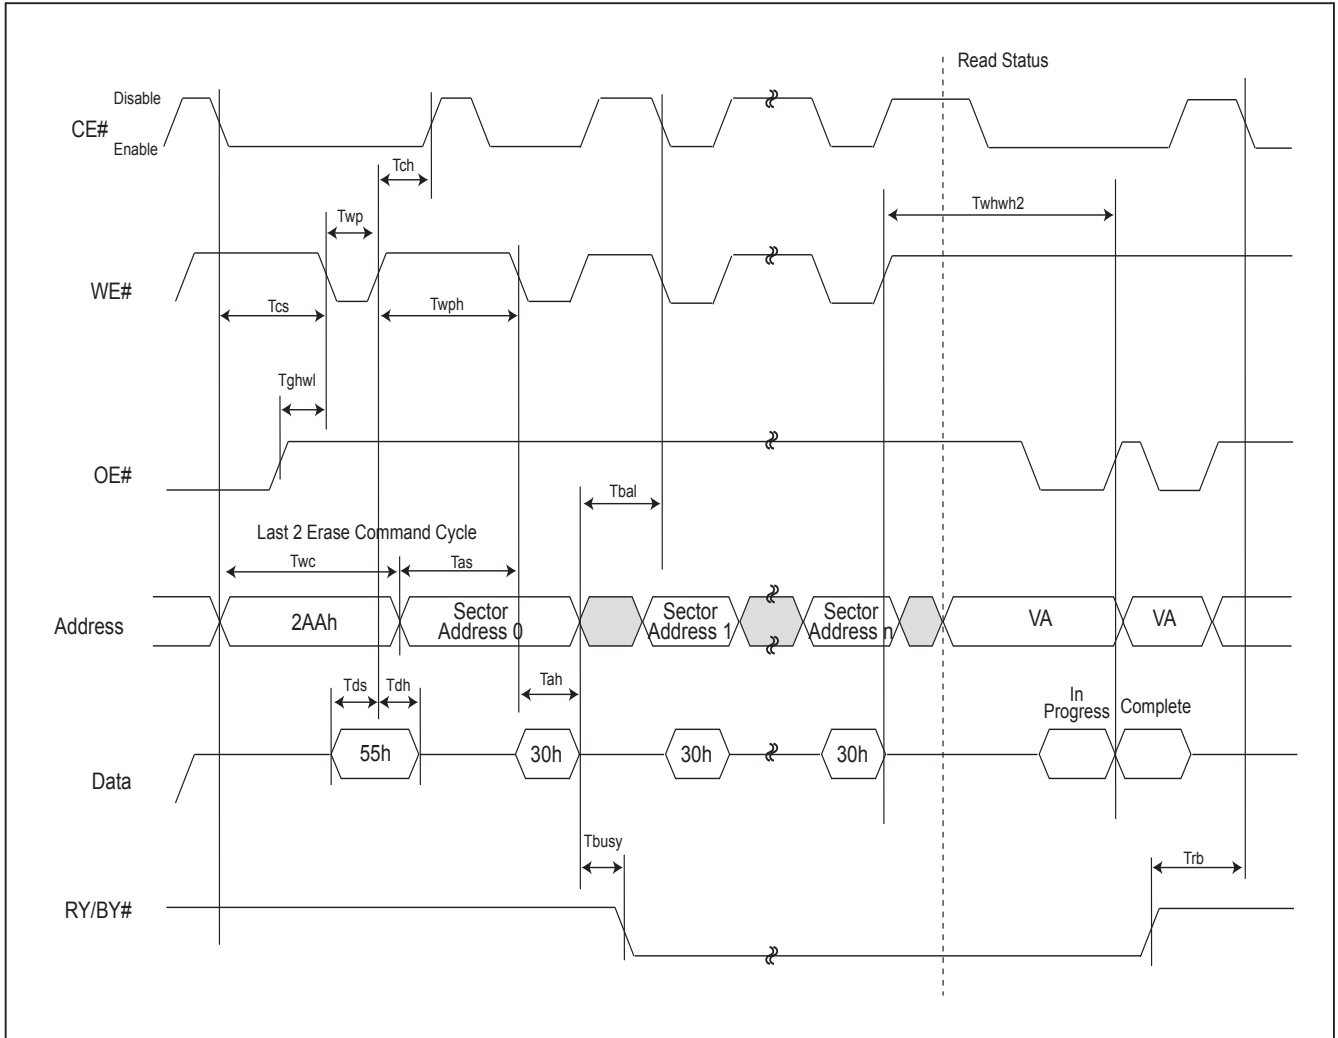 Read Status
Disable
CE#
Enable
Tch
Twhwh2
Twp
WE#
Tcs
Twph
Tghwl
OE#
Tbal
Last 2 Erase Command Cycle
Twc
Tas
Address
2AAh
Sector
Address 0
Sector
Address 1
Sector
Address n
VA
VA
Tds
Tdh
Tah
In
Progress
Complete
Data
55h
30h
30h
30h
Tbusy
Trb
RY/BY#